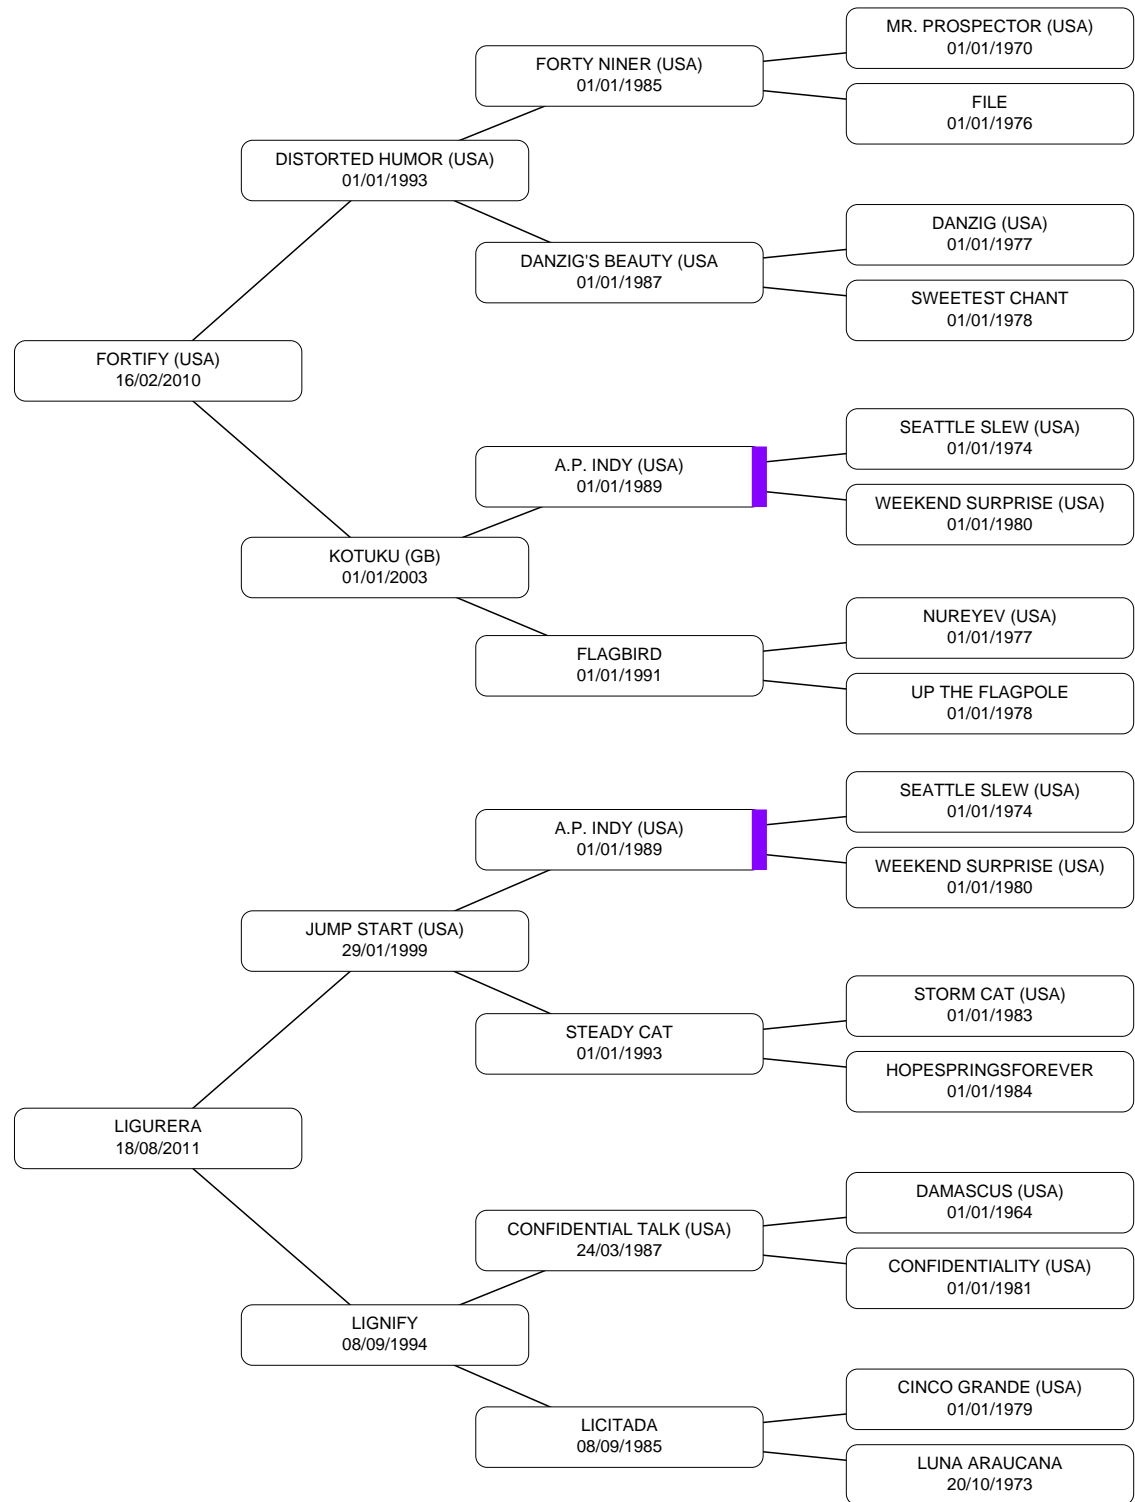 MR. PROSPECTOR (USA)
01/01/1970
FORTY NINER (USA)
01/01/1985
FILE
01/01/1976
DISTORTED HUMOR (USA)
01/01/1993
DANZIG (USA)
01/01/1977
DANZIG'S BEAUTY (USA
01/01/1987
SWEETEST CHANT
01/01/1978
FORTIFY (USA)
16/02/2010
SEATTLE SLEW (USA)
01/01/1974
A.P. INDY (USA)
01/01/1989
WEEKEND SURPRISE (USA)
01/01/1980
KOTUKU (GB)
01/01/2003
NUREYEV (USA)
01/01/1977
FLAGBIRD
01/01/1991
UP THE FLAGPOLE
01/01/1978
SEATTLE SLEW (USA)
01/01/1974
A.P. INDY (USA)
01/01/1989
WEEKEND SURPRISE (USA)
01/01/1980
JUMP START (USA)
29/01/1999
STORM CAT (USA)
01/01/1983
STEADY CAT
01/01/1993
HOPESPRINGSFOREVER
01/01/1984
LIGURERA
18/08/2011
DAMASCUS (USA)
01/01/1964
CONFIDENTIAL TALK (USA)
24/03/1987
CONFIDENTIALITY (USA)
01/01/1981
LIGNIFY
08/09/1994
CINCO GRANDE (USA)
01/01/1979
LICITADA
08/09/1985
LUNA ARAUCANA
20/10/1973